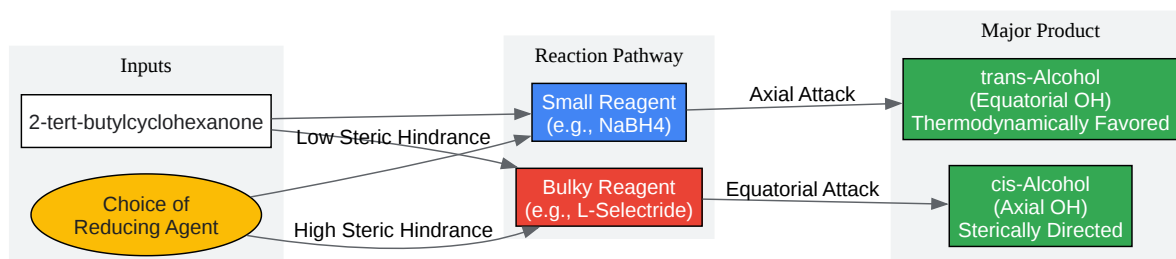 Inputs
2-tert-butylcyclohexanone
Choice of
Reducing Agent
Low Steric Hindrance
High Steric Hindrance
Reaction Pathway
Small Reagent
(e.g., NaBH4)
Bulky Reagent
(e.g., L-Selectride)
Axial Attack
Equatorial Attack
Major Product
trans-Alcohol
(Equatorial OH)
Thermodynamically Favored
cis-Alcohol
(Axial OH)
Sterically Directed